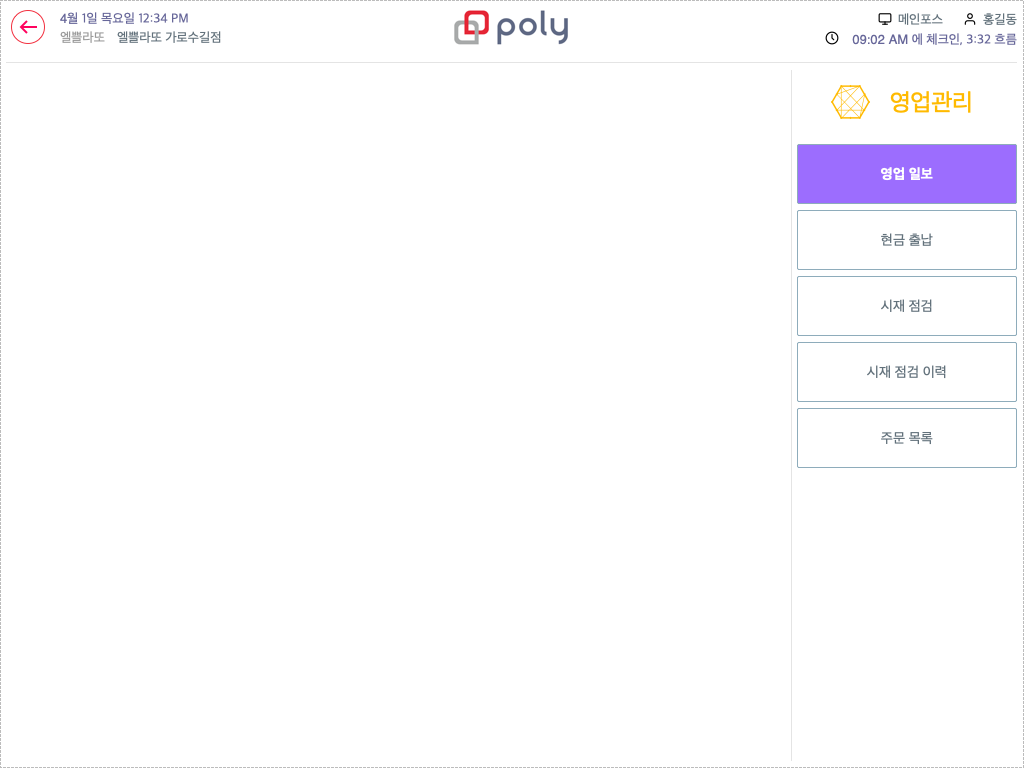 4월 1일 목요일 12:34 PM
엘쁠라또 엘쁠라또 가로수길점
poly
메인포스 홍길동
09:02 AM 에 체크인, 3:32 흐름
영업관리
영업 일보
현금 출납
시재 점검
시재 점검 이력
주문 목록